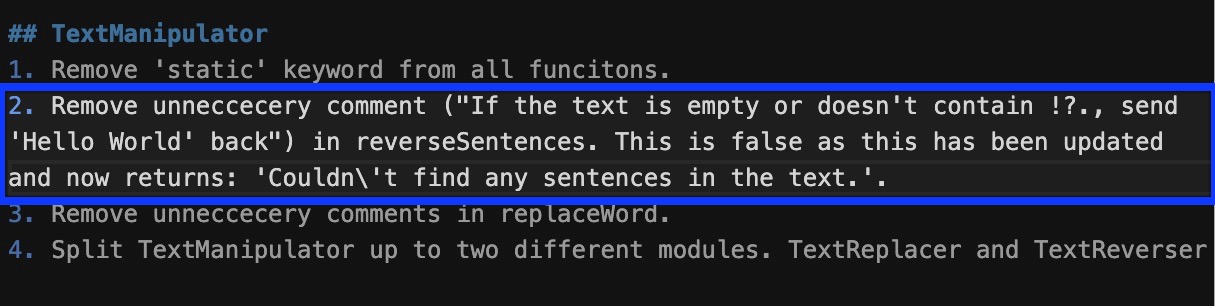 ## TextManipulator
1. Remove 'static' keyword from all funcitons.
2. Remove unneccecery comment ("If the text is empty or doesn't contain !?., send
'Hello World' back") in reverseSentences. This is false as this has been updated
and now returns: 'Couldn\'t find any sentences in the text.'.
3. Remove unneccecery comments in replaceWord.
4. Split TextManipulator up to two different modules. TextReplacer and TextReverser